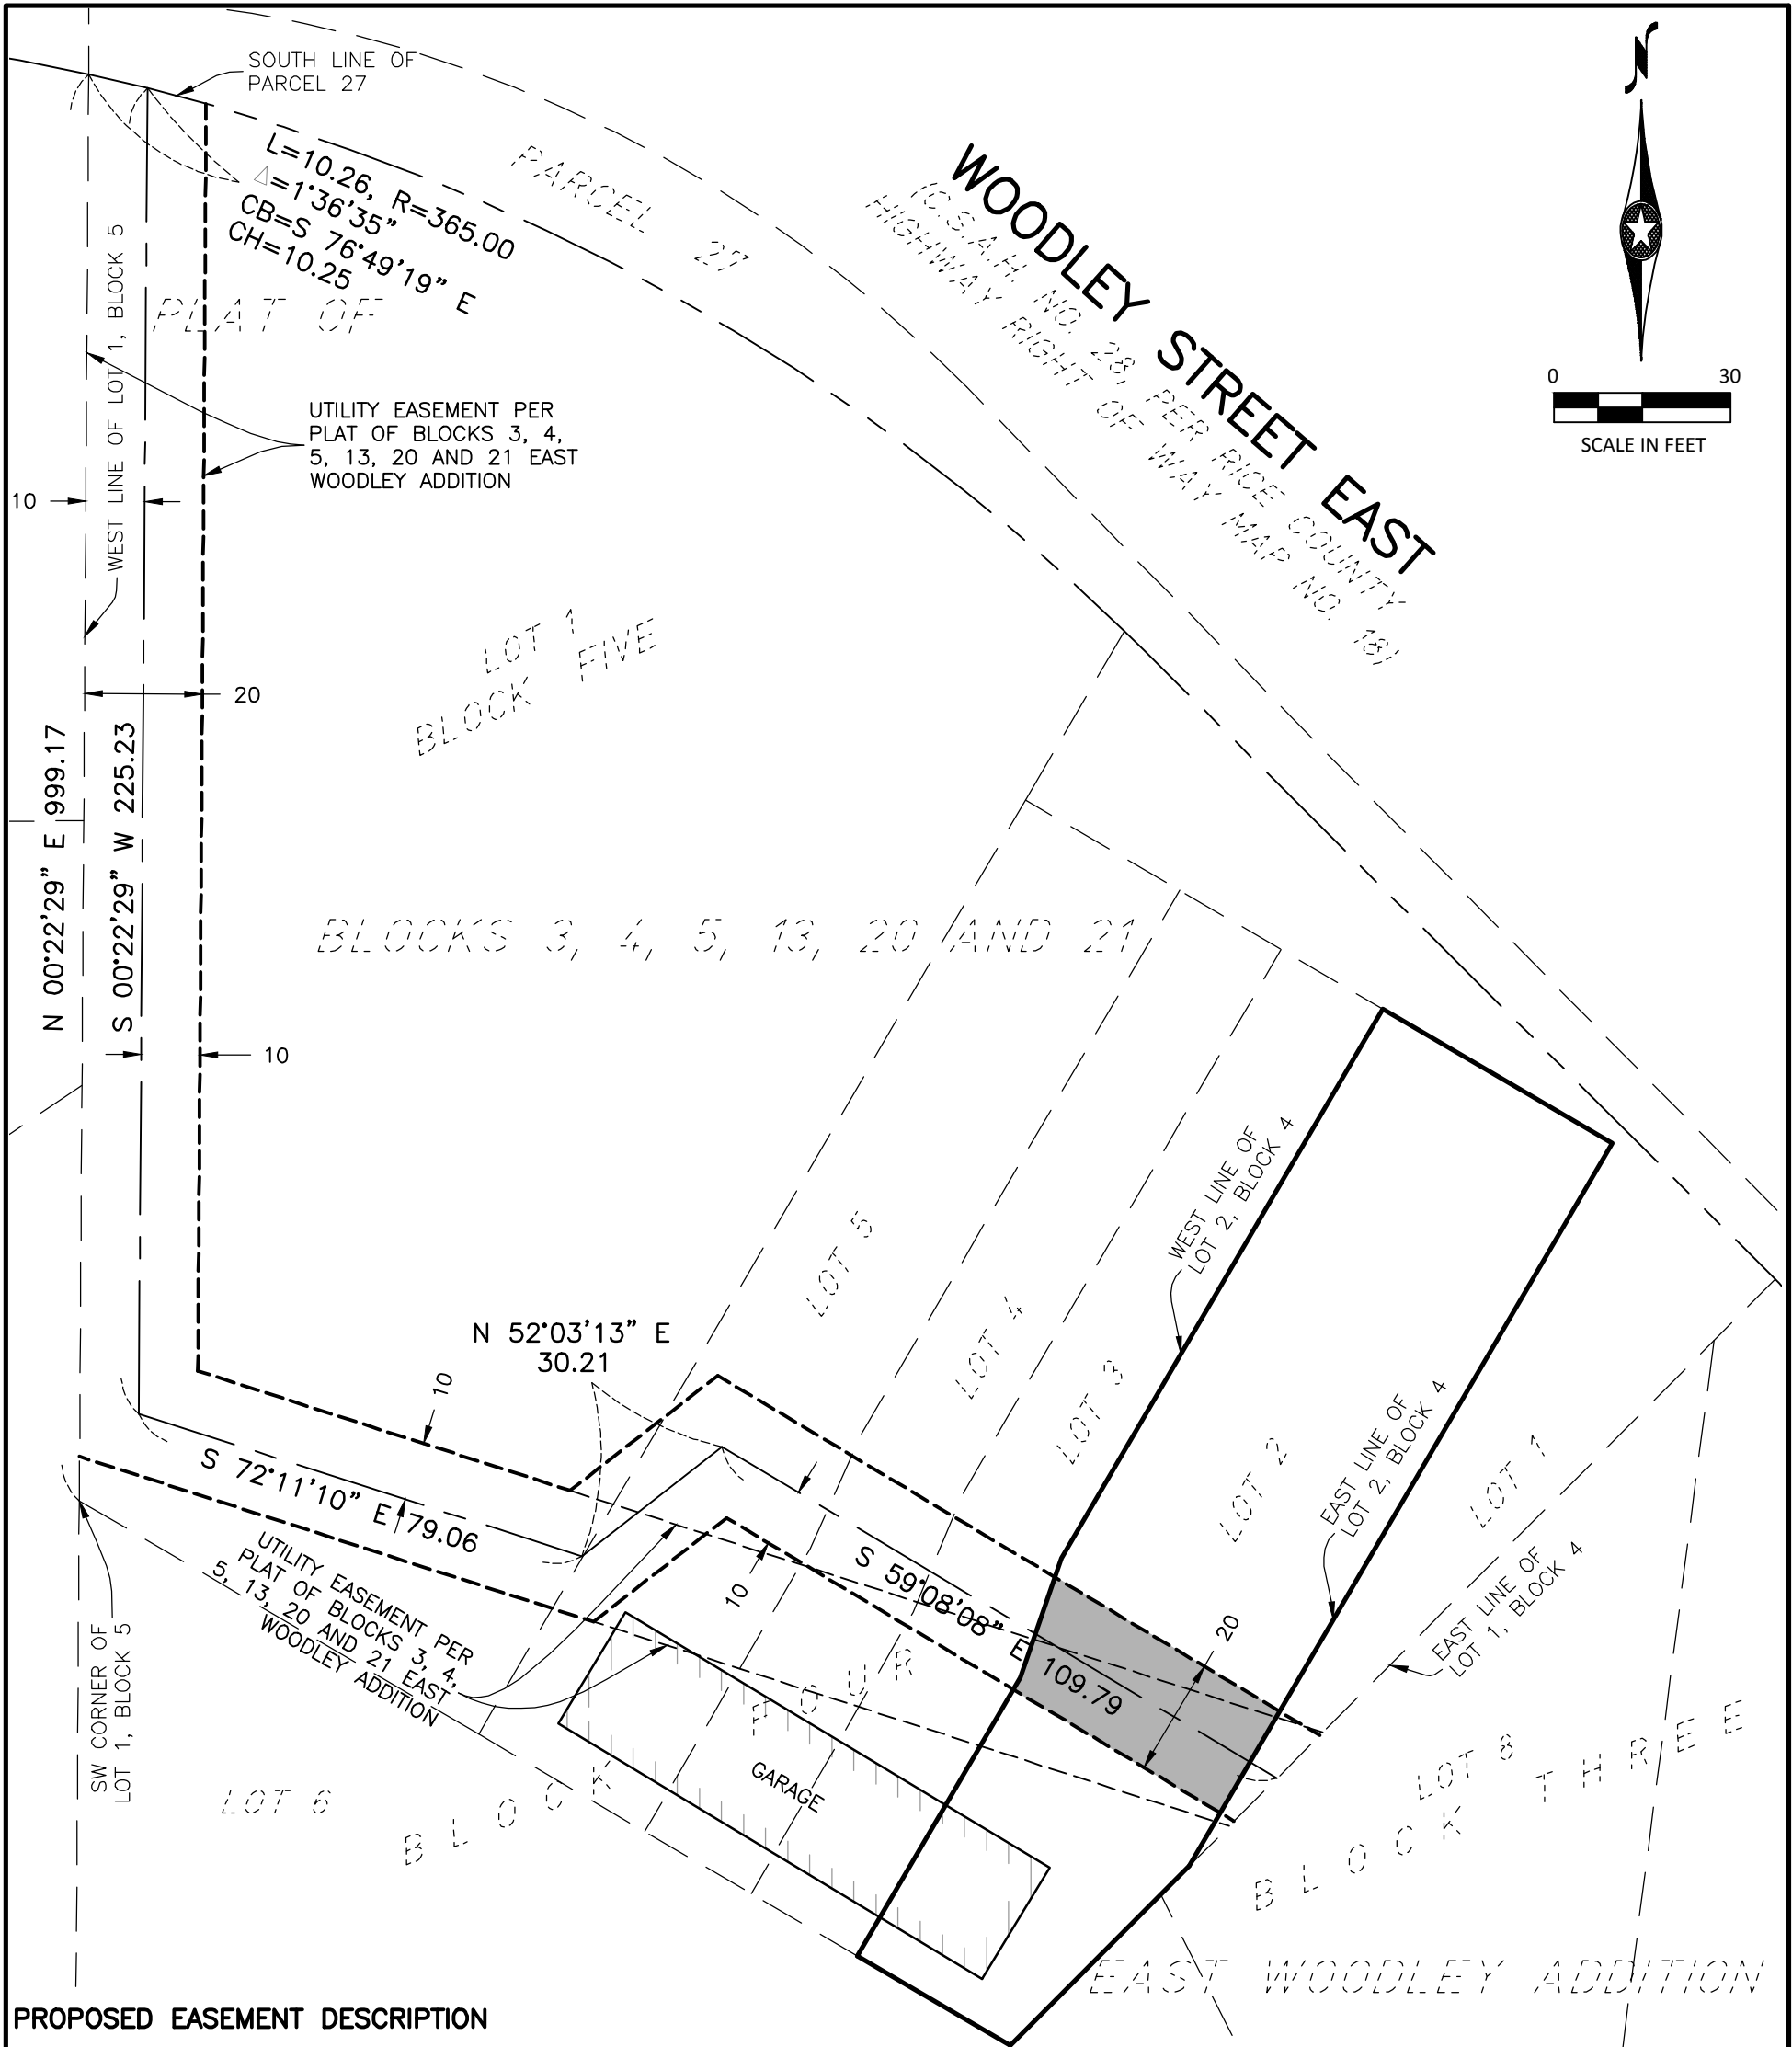 SOUTH LINE OF
PARCEL 27
L=10.26, R=365.00
△=1°36'35"
CB=S 76°49'19" E
CH=10.25
PARCEL 27
WOODLEY STREET EAST
(C.S.A.H. NO. 28, PER RICE COUNTY
HIGHWAY RIGHT OF WAY MAP NO. 18)
N
0 30
SCALE IN FEET
PLAT OF
WEST LINE OF LOT 1, BLOCK 5
UTILITY EASEMENT PER
PLAT OF BLOCKS 3, 4,
5, 13, 20 AND 21 EAST
WOODLEY ADDITION
10
LOT 1
BLOCK FIVE
20
N 00°22'29" E 999.17
S 00°22'29" W 225.23
BLOCKS 3, 4, 5, 13, 20 AND 21
10
WEST LINE OF
LOT 2, BLOCK 4
LOT 5
LOT 4
LOT 3
LOT 2
LOT 1
N 52°03'13" E
30.21
10
EAST LINE OF
LOT 2, BLOCK 4
S 72°11'10" E 79.06
UTILITY EASEMENT PER
PLAT OF BLOCKS 3, 4,
5, 13, 20 AND 21 EAST
WOODLEY ADDITION
10
S 59°08'08" E 109.79
20
EAST LINE OF
LOT 1, BLOCK 4
SW CORNER OF
LOT 1, BLOCK 5
LOT 6
BLOCK FOUR
GARAGE
LOT 8
BLOCK THREE
EAST WOODLEY ADDITION
PROPOSED EASEMENT DESCRIPTION